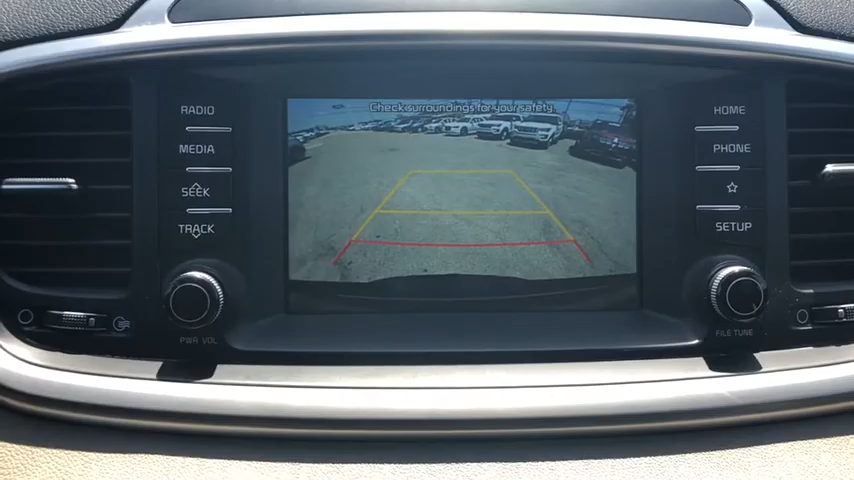 Check surroundings for your safety.
RADIO
MEDIA
SEEK
TRACK
PWR VOL
HOME
PHONE
SETUP
FILE TUNE